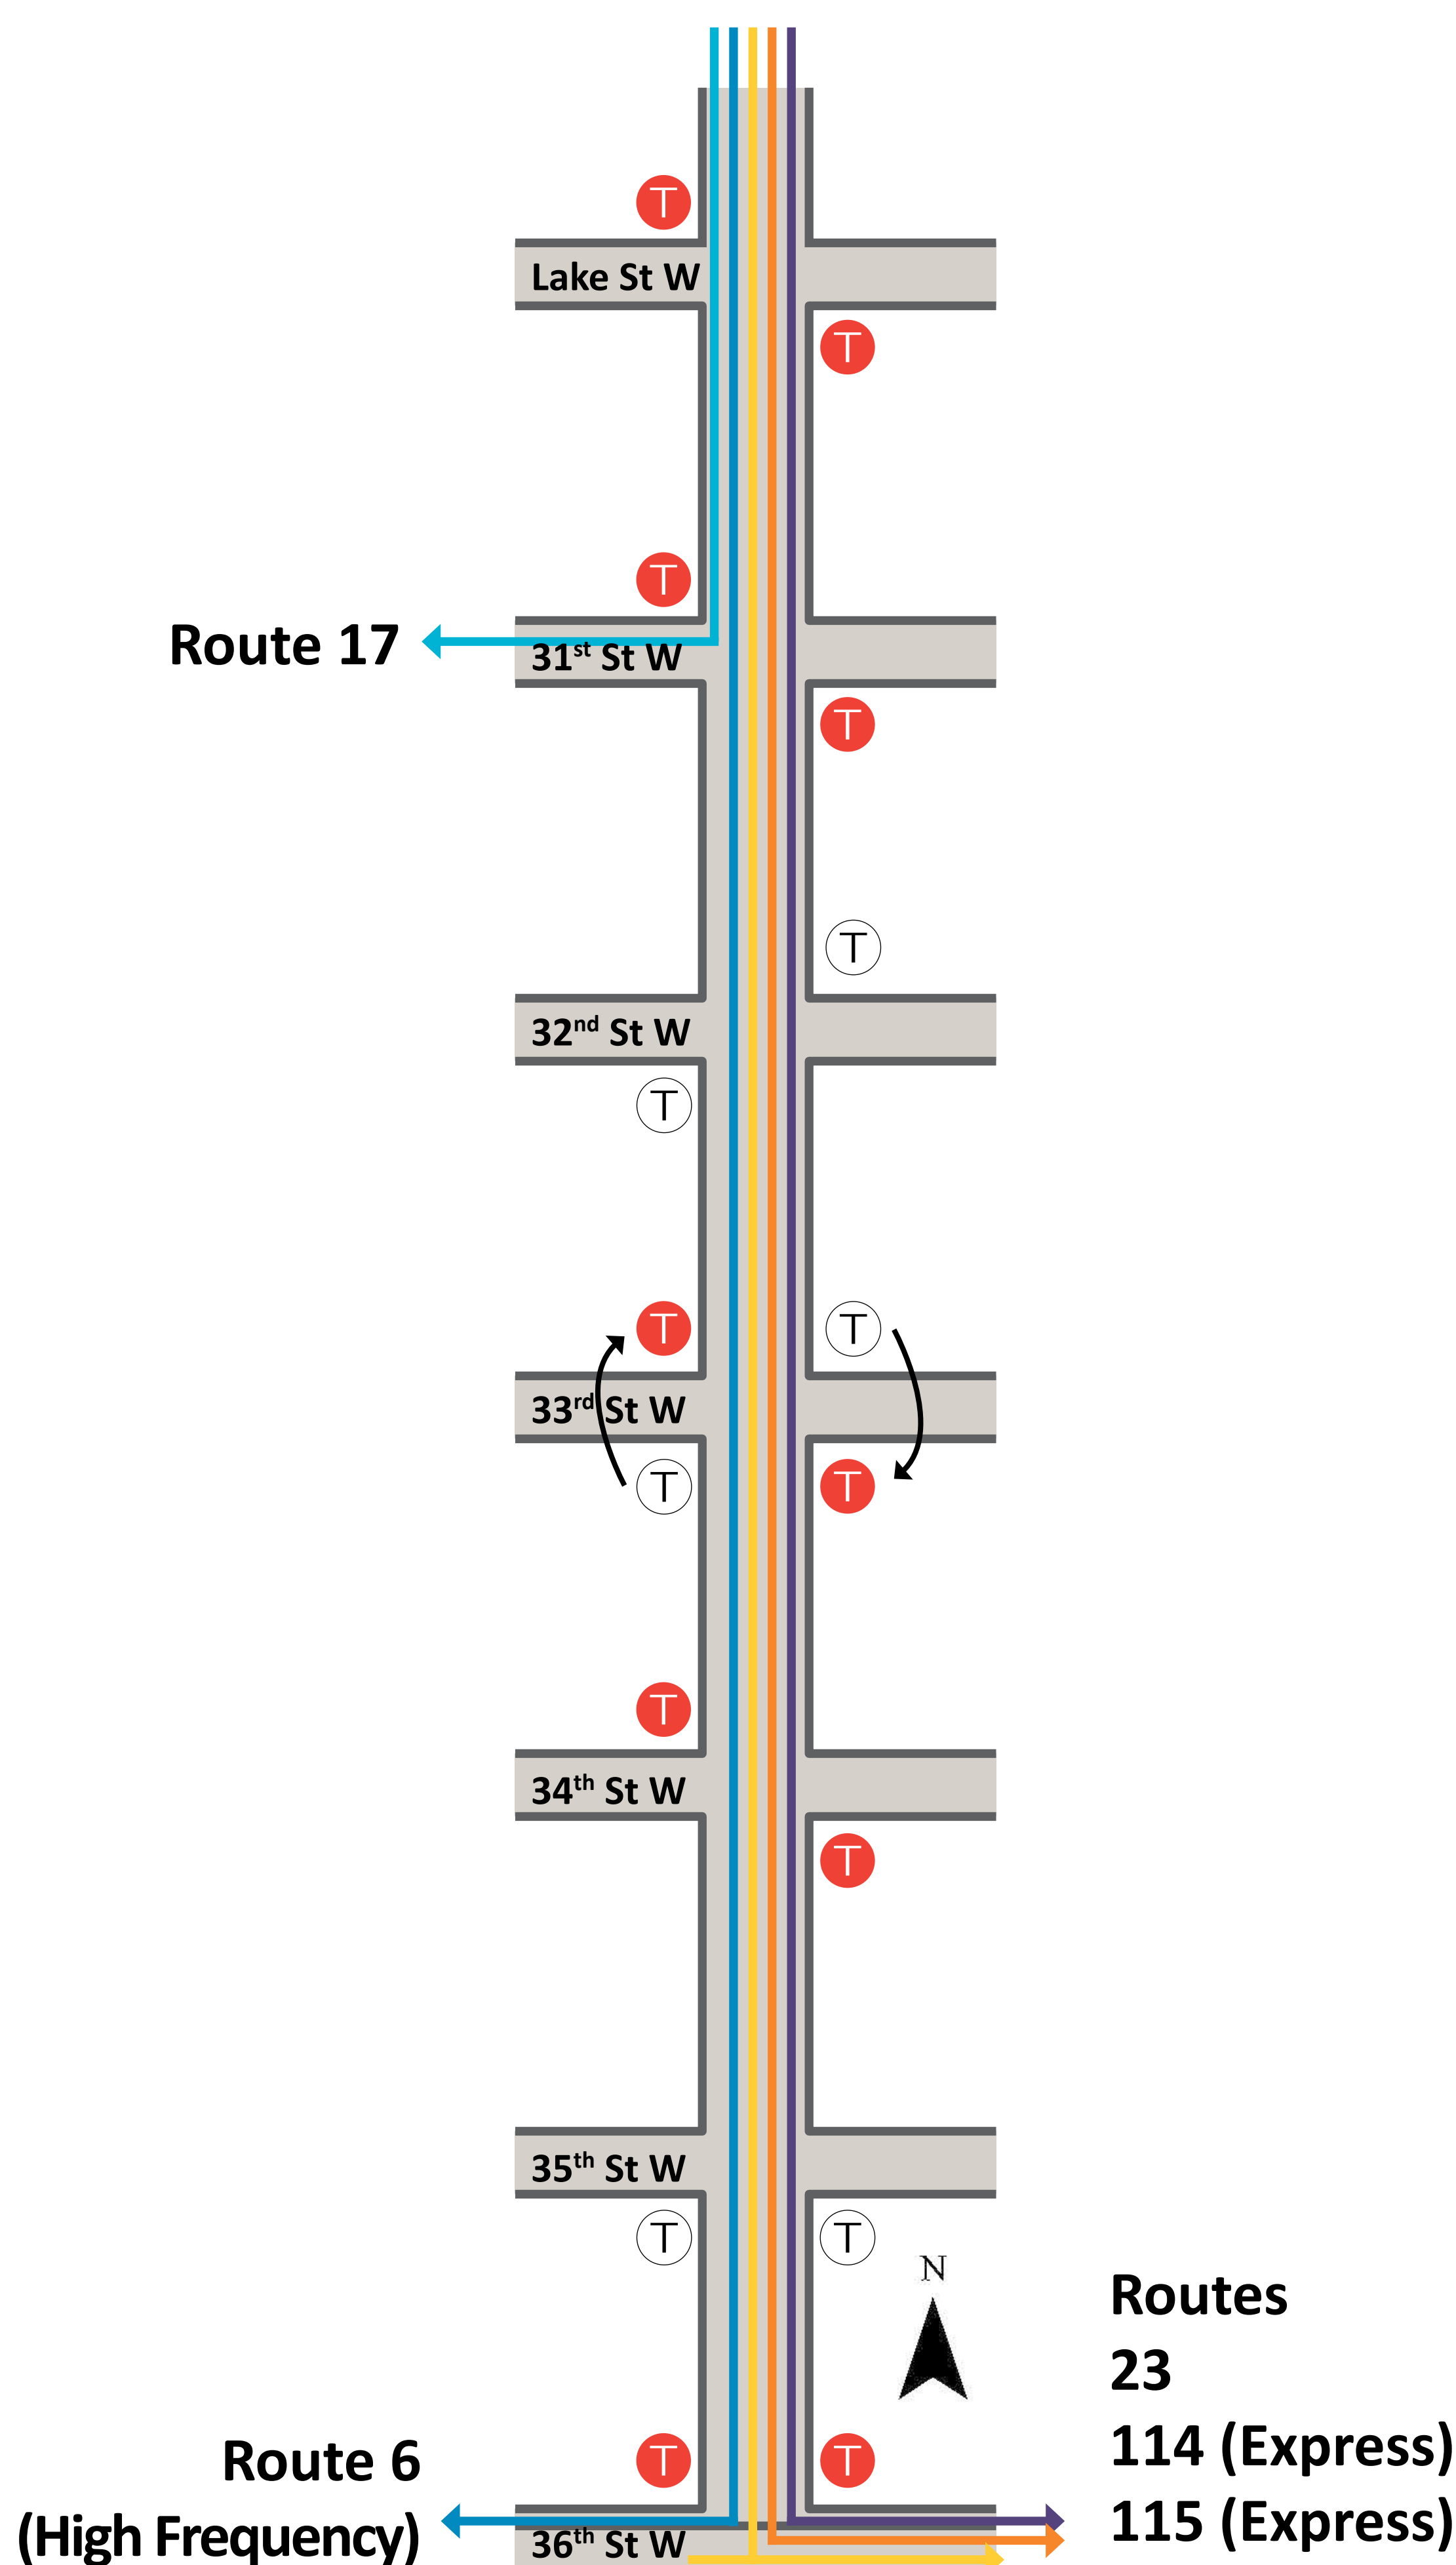 T
Lake St W
T
T
Route 17
31st St W
T
T
32nd St W
T
T
T
33rd St W
T
T
T
34th St W
T
35th St W
T
T
N
Routes
23
114 (Express)
115 (Express)
T
T
Route 6
(High Frequency)
36th St W